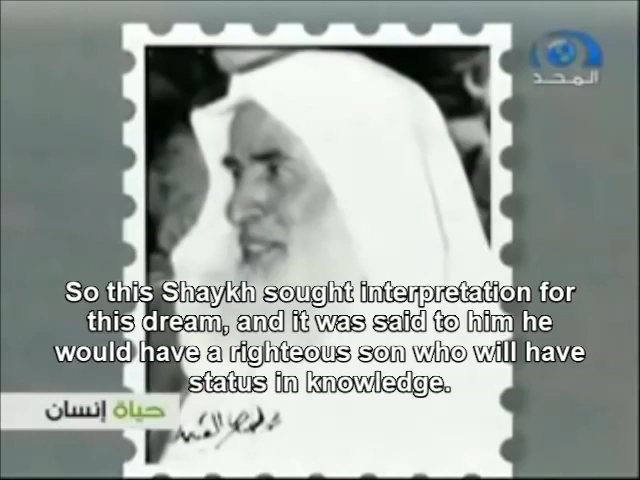 المجد
So this Shaykh sought interpretation for
this dream, and it was said to him he
would have a righteous son who will have
status in knowledge.
حياة إنسان